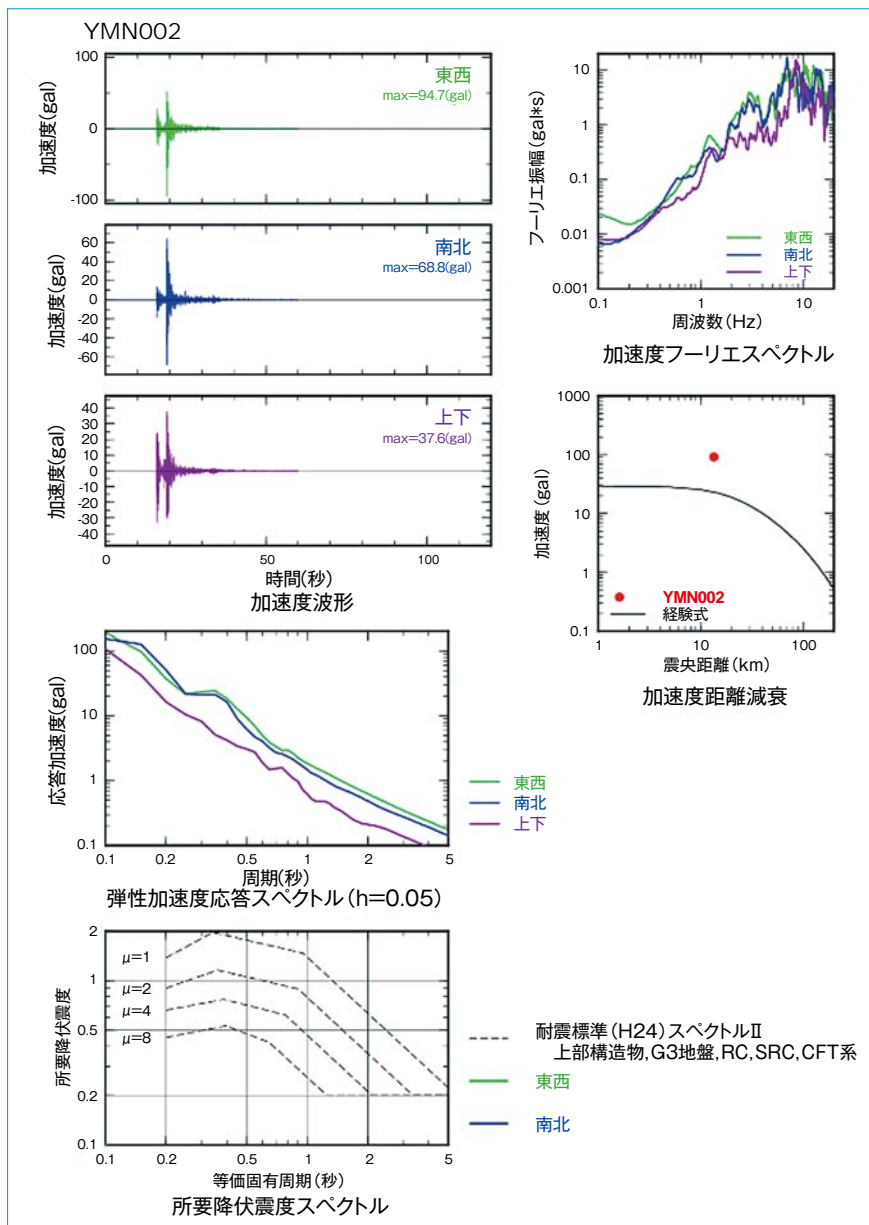 YMN002
加速度(gal)
100
0
-100
東西
max=94.7(gal)
加速度(gal)
60
40
20
0
-20
-40
-60
南北
max=68.8(gal)
加速度(gal)
40
30
20
10
0
-10
-20
-30
-40
上下
max=37.6(gal)
0 50 100
時間(秒)
加速度波形
フーリエ振幅(gal*s)
10
1
0.1
0.01
0.001
東西
南北
上下
0.1 1 10
周波数(Hz)
加速度フーリエスペクトル
加速度(gal)
1000
100
10
1
0.1
YMN002
経験式
1 10 100
震央距離(km)
加速度距離減衰
応答加速度(gal)
100
10
1
0.1
0.1 0.2 0.5 1 2 5
周期(秒)
弾性加速度応答スペクトル(h=0.05)
東西
南北
上下
所要降伏震度
2
1
0.5
0.2
0.1
μ=1
μ=2
μ=4
μ=8
0.1 0.2 0.5 1 2 5
等価固有周期(秒)
所要降伏震度スペクトル
耐震標準(H24)スペクトルⅡ
上部構造物,G3地盤,RC,SRC,CFT系
東西
南北